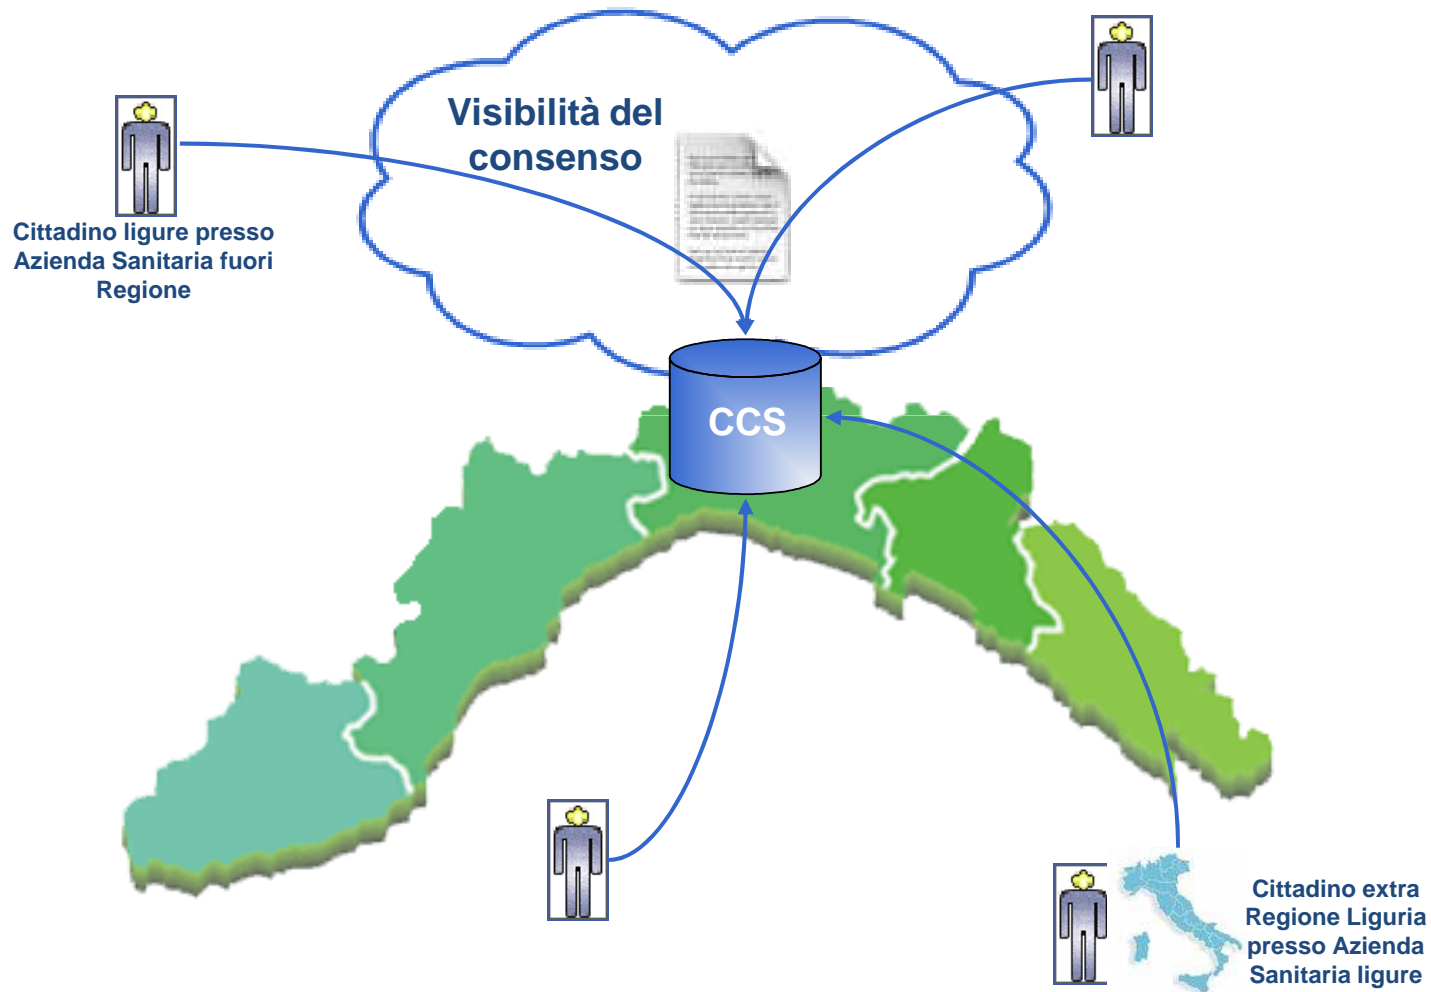 Visibilità del
consenso
Cittadino ligure presso
Azienda Sanitaria fuori
Regione
CCS
Cittadino extra
Regione Liguria
presso Azienda
Sanitaria ligure